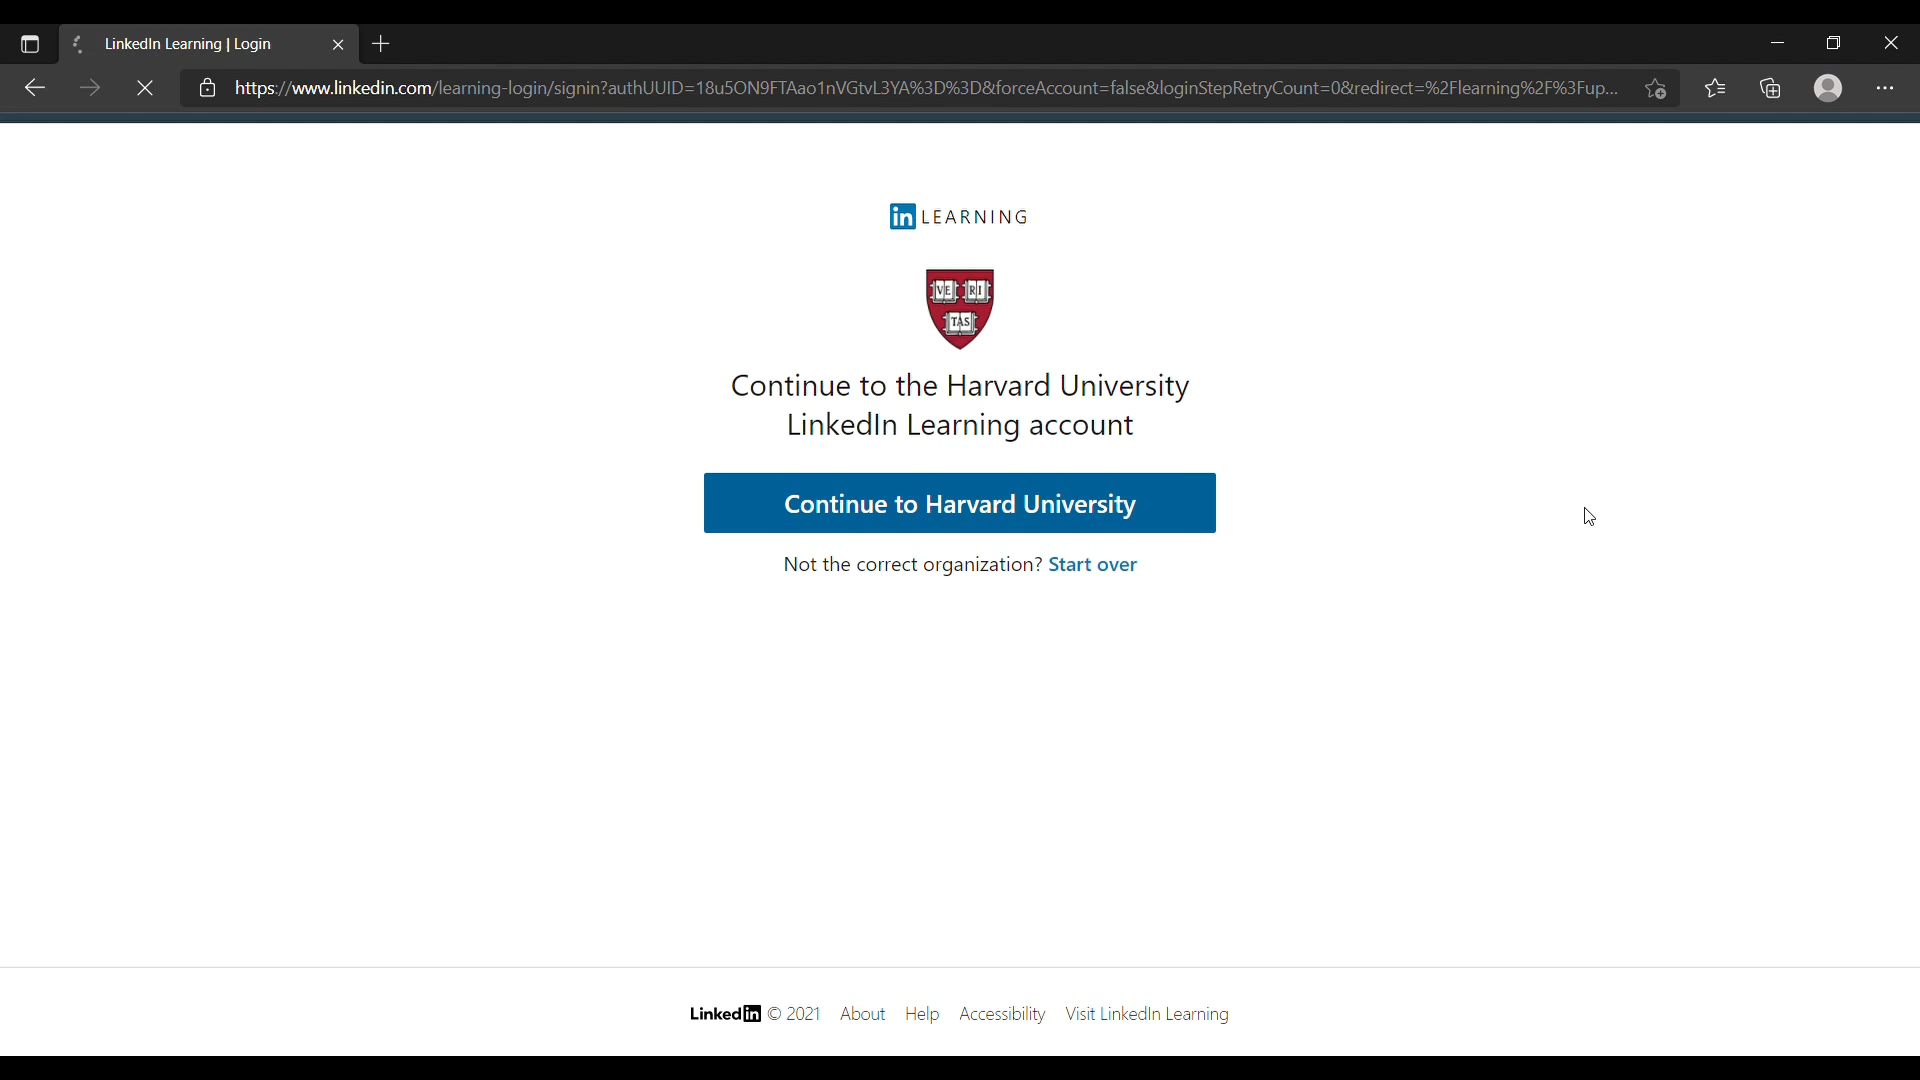 LinkedIn Learning | Login
https://www.linkedin.com/learning-login/signin?authUUID=18u5ON9FTAao1nVGtvL3YA%3D%3D&forceAccount=false&loginStepRetryCount=0&redirect=%2Flearning%2F%3Fup...
in LEARNING
VE RI
TAS
Continue to the Harvard University
LinkedIn Learning account
Continue to Harvard University
Not the correct organization? Start over
Linked in © 2021 About Help Accessibility Visit LinkedIn Learning